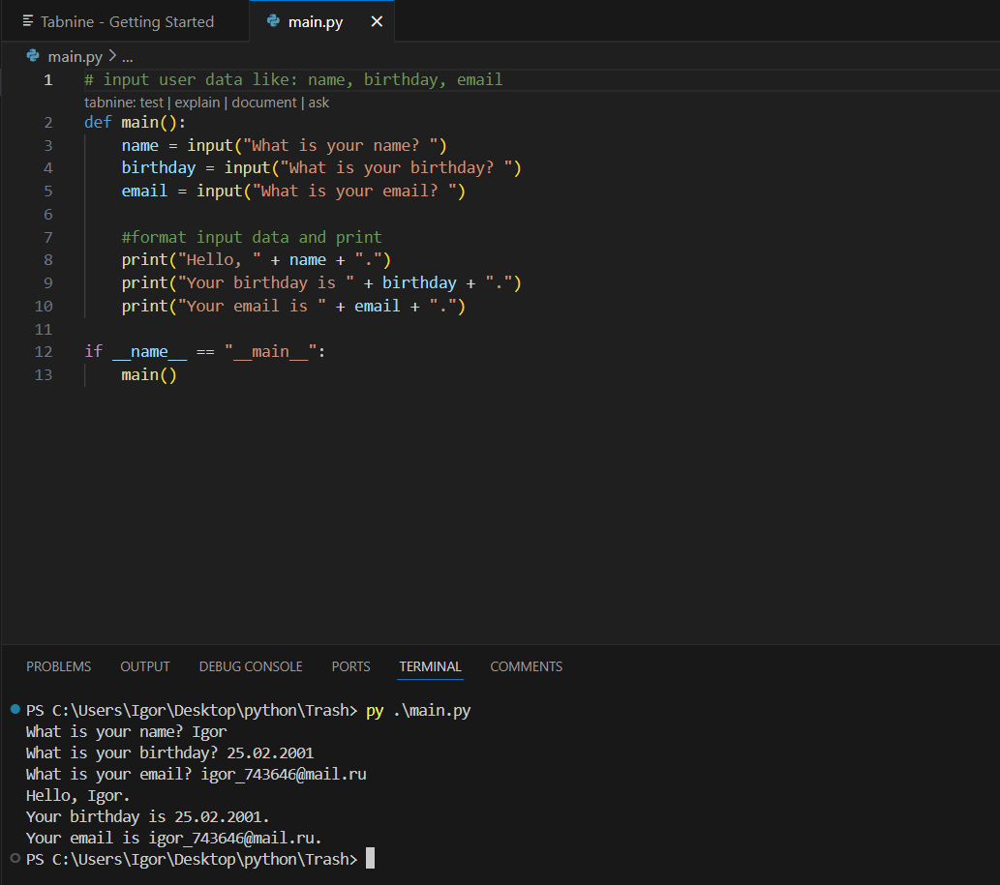 Tabnine - Getting Started
main.py
main.py > ...
1 # input user data like: name, birthday, email
tabnine: test | explain | document | ask
2 def main():
3     name = input("What is your name? ")
4     birthday = input("What is your birthday? ")
5     email = input("What is your email? ")
6
7     #format input data and print
8     print("Hello, " + name + ".")
9     print("Your birthday is " + birthday + ".")
10     print("Your email is " + email + ".")
11
12 if __name__ == "__main__":
13     main()
PROBLEMS OUTPUT DEBUG CONSOLE PORTS TERMINAL COMMENTS
PS C:\Users\Igor\Desktop\python\Trash> py .\main.py
What is your name? Igor
What is your birthday? 25.02.2001
What is your email? igor_743646@mail.ru
Hello, Igor.
Your birthday is 25.02.2001.
Your email is igor_743646@mail.ru.
PS C:\Users\Igor\Desktop\python\Trash>